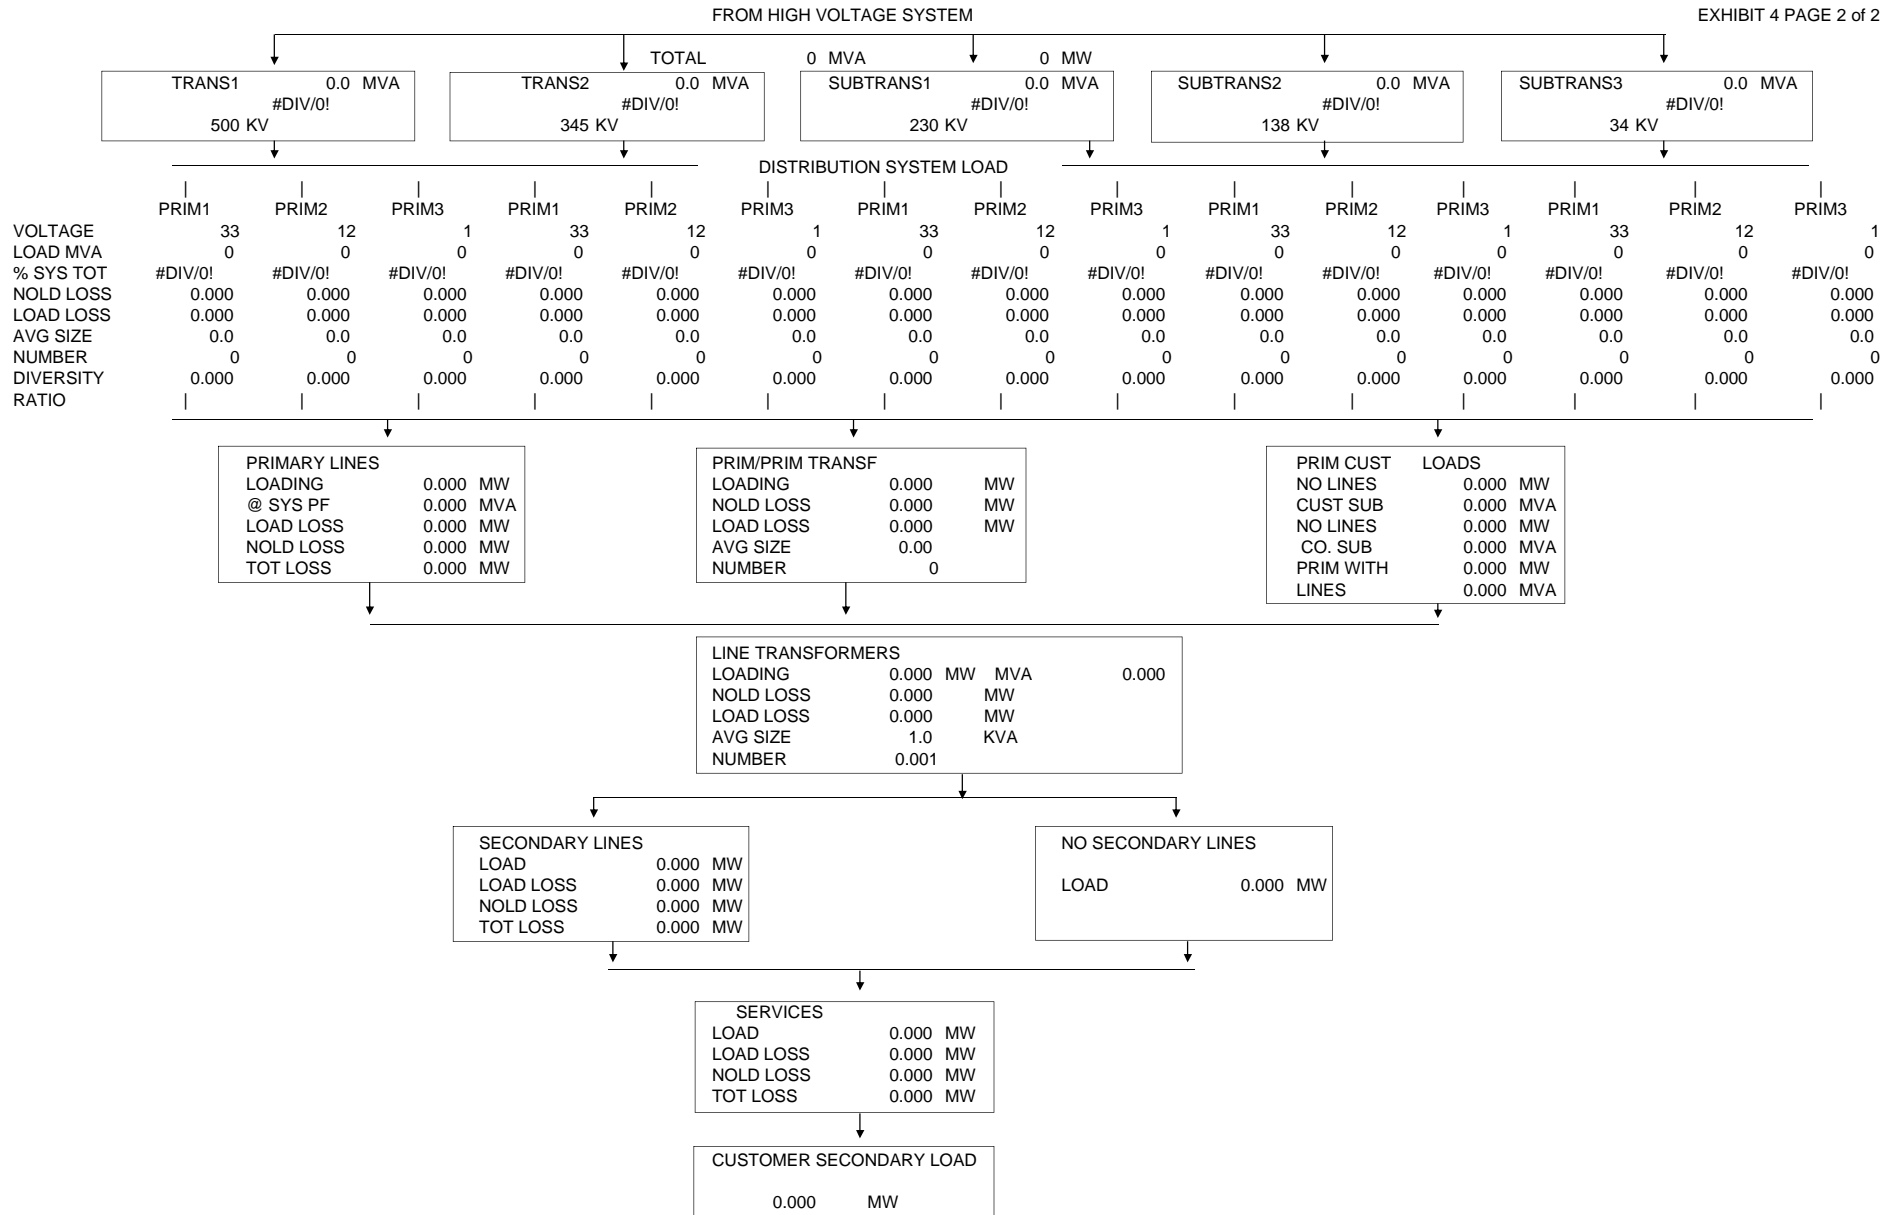 FROM HIGH VOLTAGE SYSTEM EXHIBIT 4 PAGE 2 of 2
TOTAL 0 MVA 0 MW
TRANS1 0.0 MVA TRANS2 0.0 MVA SUBTRANS1 0.0 MVA SUBTRANS2 0.0 MVA SUBTRANS3 0.0 MVA
#DIV/0! #DIV/0! #DIV/0! #DIV/0! #DIV/0!
500 KV 345 KV 230 KV 138 KV 34 KV
DISTRIBUTION SYSTEM LOAD
| | | | | | | | | | | | | | |
PRIM1 PRIM2 PRIM3 PRIM1 PRIM2 PRIM3 PRIM1 PRIM2 PRIM3 PRIM1 PRIM2 PRIM3 PRIM1 PRIM2 PRIM3
VOLTAGE 33 12 1 33 12 1 33 12 1 33 12 1 33 12 1
LOAD MVA 0 0 0 0 0 0 0 0 0 0 0 0 0 0 0
% SYS TOT #DIV/0! #DIV/0! #DIV/0! #DIV/0! #DIV/0! #DIV/0! #DIV/0! #DIV/0! #DIV/0! #DIV/0! #DIV/0! #DIV/0! #DIV/0! #DIV/0! #DIV/0!
NOLD LOSS 0.000 0.000 0.000 0.000 0.000 0.000 0.000 0.000 0.000 0.000 0.000 0.000 0.000 0.000 0.000
LOAD LOSS 0.000 0.000 0.000 0.000 0.000 0.000 0.000 0.000 0.000 0.000 0.000 0.000 0.000 0.000 0.000
AVG SIZE 0.0 0.0 0.0 0.0 0.0 0.0 0.0 0.0 0.0 0.0 0.0 0.0 0.0 0.0 0.0
NUMBER 0 0 0 0 0 0 0 0 0 0 0 0 0 0 0
DIVERSITY 0.000 0.000 0.000 0.000 0.000 0.000 0.000 0.000 0.000 0.000 0.000 0.000 0.000 0.000 0.000
RATIO | | | | | | | | | | | | | | |
PRIMARY LINES
LOADING 0.000 MW
@ SYS PF 0.000 MVA
LOAD LOSS 0.000 MW
NOLD LOSS 0.000 MW
TOT LOSS 0.000 MW
PRIM/PRIM TRANSF
LOADING 0.000 MW
NOLD LOSS 0.000 MW
LOAD LOSS 0.000 MW
AVG SIZE 0.00
NUMBER 0
PRIM CUST LOADS
NO LINES 0.000 MW
CUST SUB 0.000 MVA
NO LINES 0.000 MW
CO. SUB 0.000 MVA
PRIM WITH 0.000 MW
LINES 0.000 MVA
LINE TRANSFORMERS
LOADING 0.000 MW MVA 0.000
NOLD LOSS 0.000 MW
LOAD LOSS 0.000 MW
AVG SIZE 1.0 KVA
NUMBER 0.001
SECONDARY LINES
LOAD 0.000 MW
LOAD LOSS 0.000 MW
NOLD LOSS 0.000 MW
TOT LOSS 0.000 MW
NO SECONDARY LINES
LOAD 0.000 MW
SERVICES
LOAD 0.000 MW
LOAD LOSS 0.000 MW
NOLD LOSS 0.000 MW
TOT LOSS 0.000 MW
CUSTOMER SECONDARY LOAD
0.000 MW